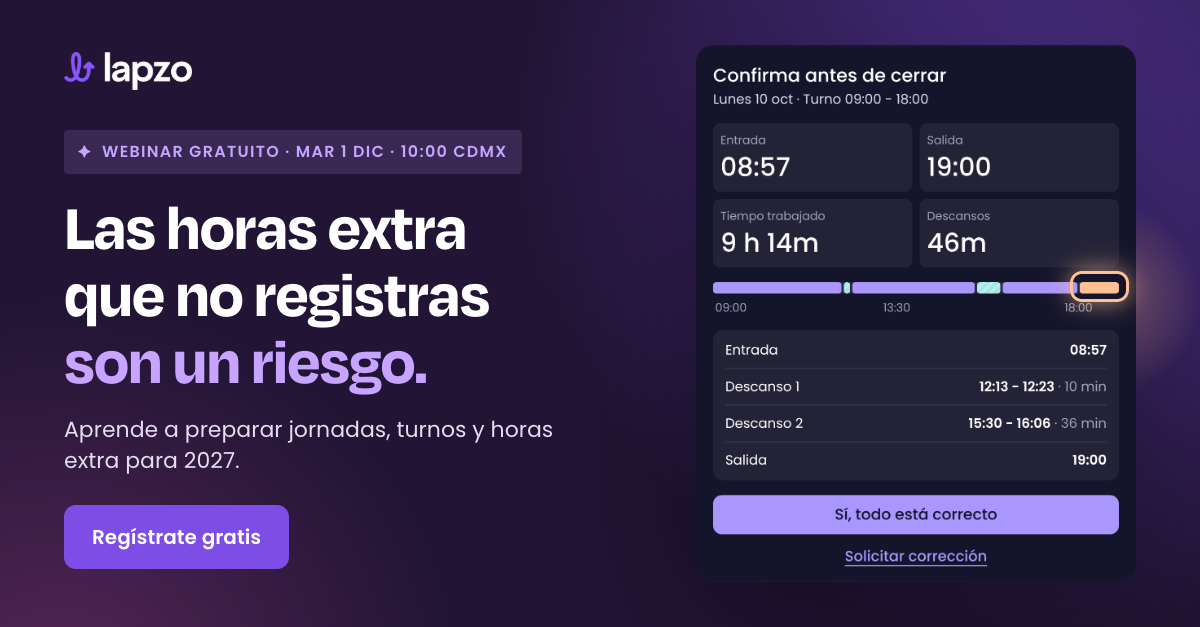 lapzo
WEBINAR GRATUITO · MAR 1 DIC · 10:00 CDMX
Las horas extra
que no registras
son un riesgo.
Aprende a preparar jornadas, turnos y horas
extra para 2027.
Regístrate gratis
Confirma antes de cerrar
Lunes 10 oct · Turno 09:00 - 18:00
Entrada
08:57
Salida
19:00
Tiempo trabajado
9 h 14m
Descansos
46m
09:00 13:30 18:00
Entrada 08:57
Descanso 1 12:13 - 12:23 · 10 min
Descanso 2 15:30 - 16:06 · 36 min
Salida 19:00
Sí, todo está correcto
Solicitar corrección